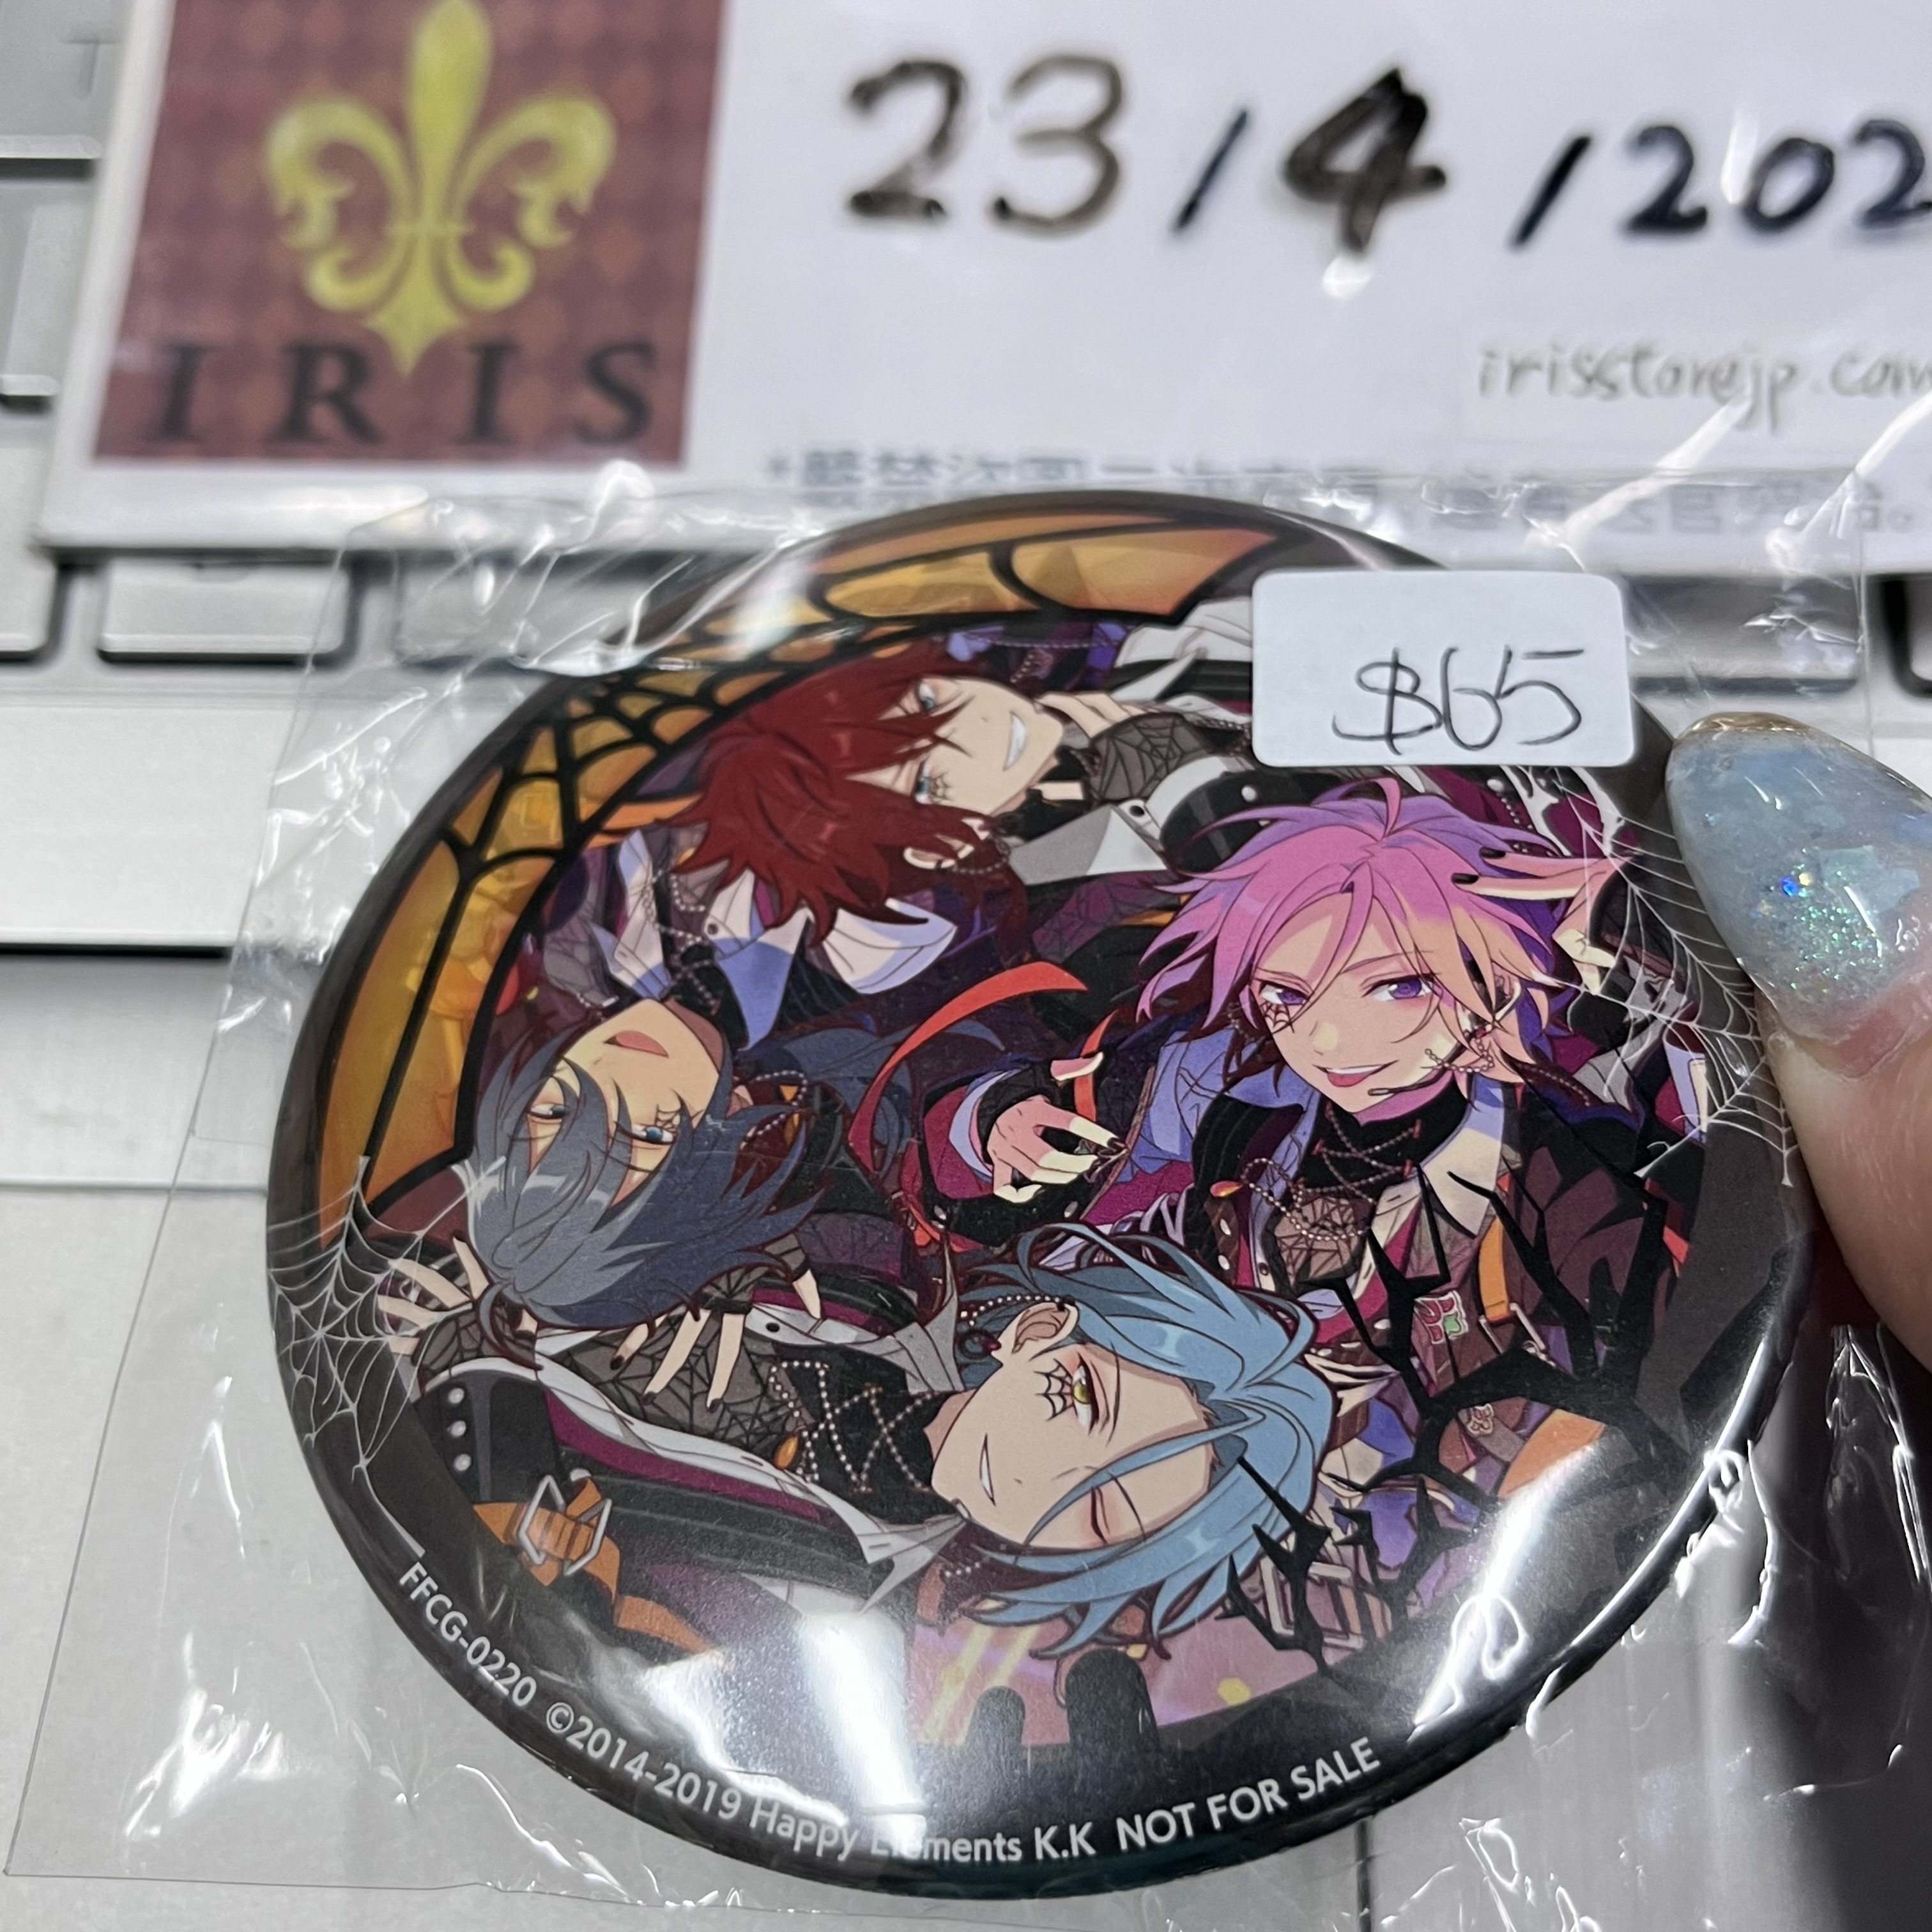 23/4/202
IRIS
irisstorejp.com
$65
FFCG-0220 ©2014-2019 Happy Elements K.K NOT FOR SALE